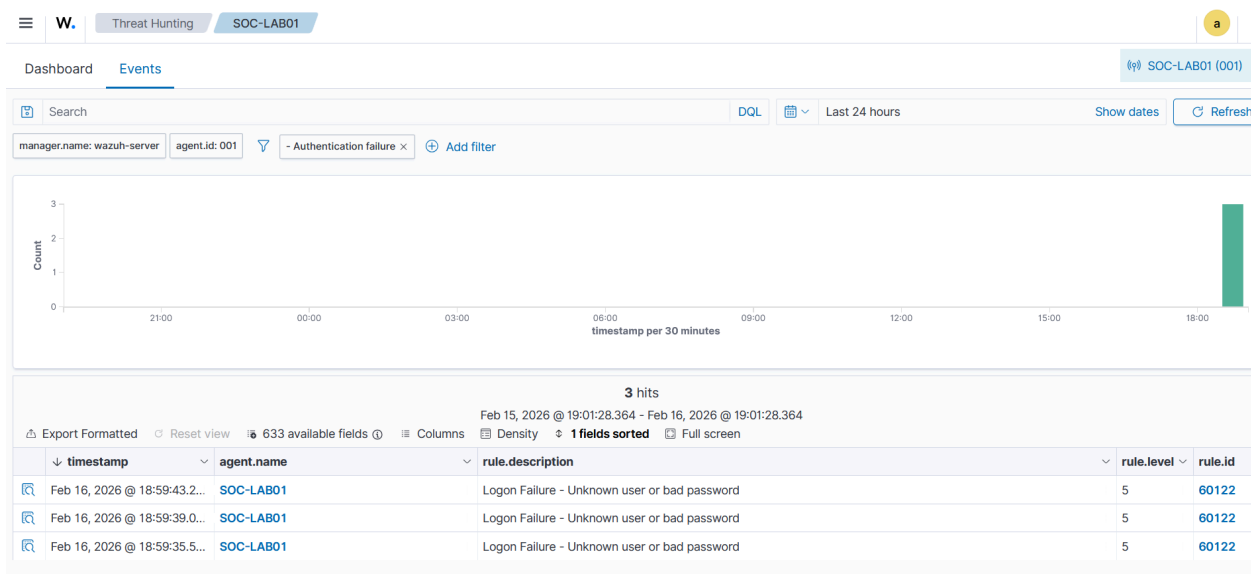 W. Threat Hunting SOC-LAB01 a
Dashboard Events SOC-LAB01 (001)
Search DQL Last 24 hours Show dates Refresh
manager.name: wazuh-server agent.id: 001 - Authentication failure × Add filter
3
2
1
0
Count
21:00 00:00 03:00 06:00 09:00 12:00 15:00 18:00
timestamp per 30 minutes
3 hits
Feb 15, 2026 @ 19:01:28.364 - Feb 16, 2026 @ 19:01:28.364
Export Formatted Reset view 633 available fields Columns Density 1 fields sorted Full screen
timestamp agent.name rule.description rule.level rule.id
Feb 16, 2026 @ 18:59:43.2... SOC-LAB01 Logon Failure - Unknown user or bad password 5 60122
Feb 16, 2026 @ 18:59:39.0... SOC-LAB01 Logon Failure - Unknown user or bad password 5 60122
Feb 16, 2026 @ 18:59:35.5... SOC-LAB01 Logon Failure - Unknown user or bad password 5 60122